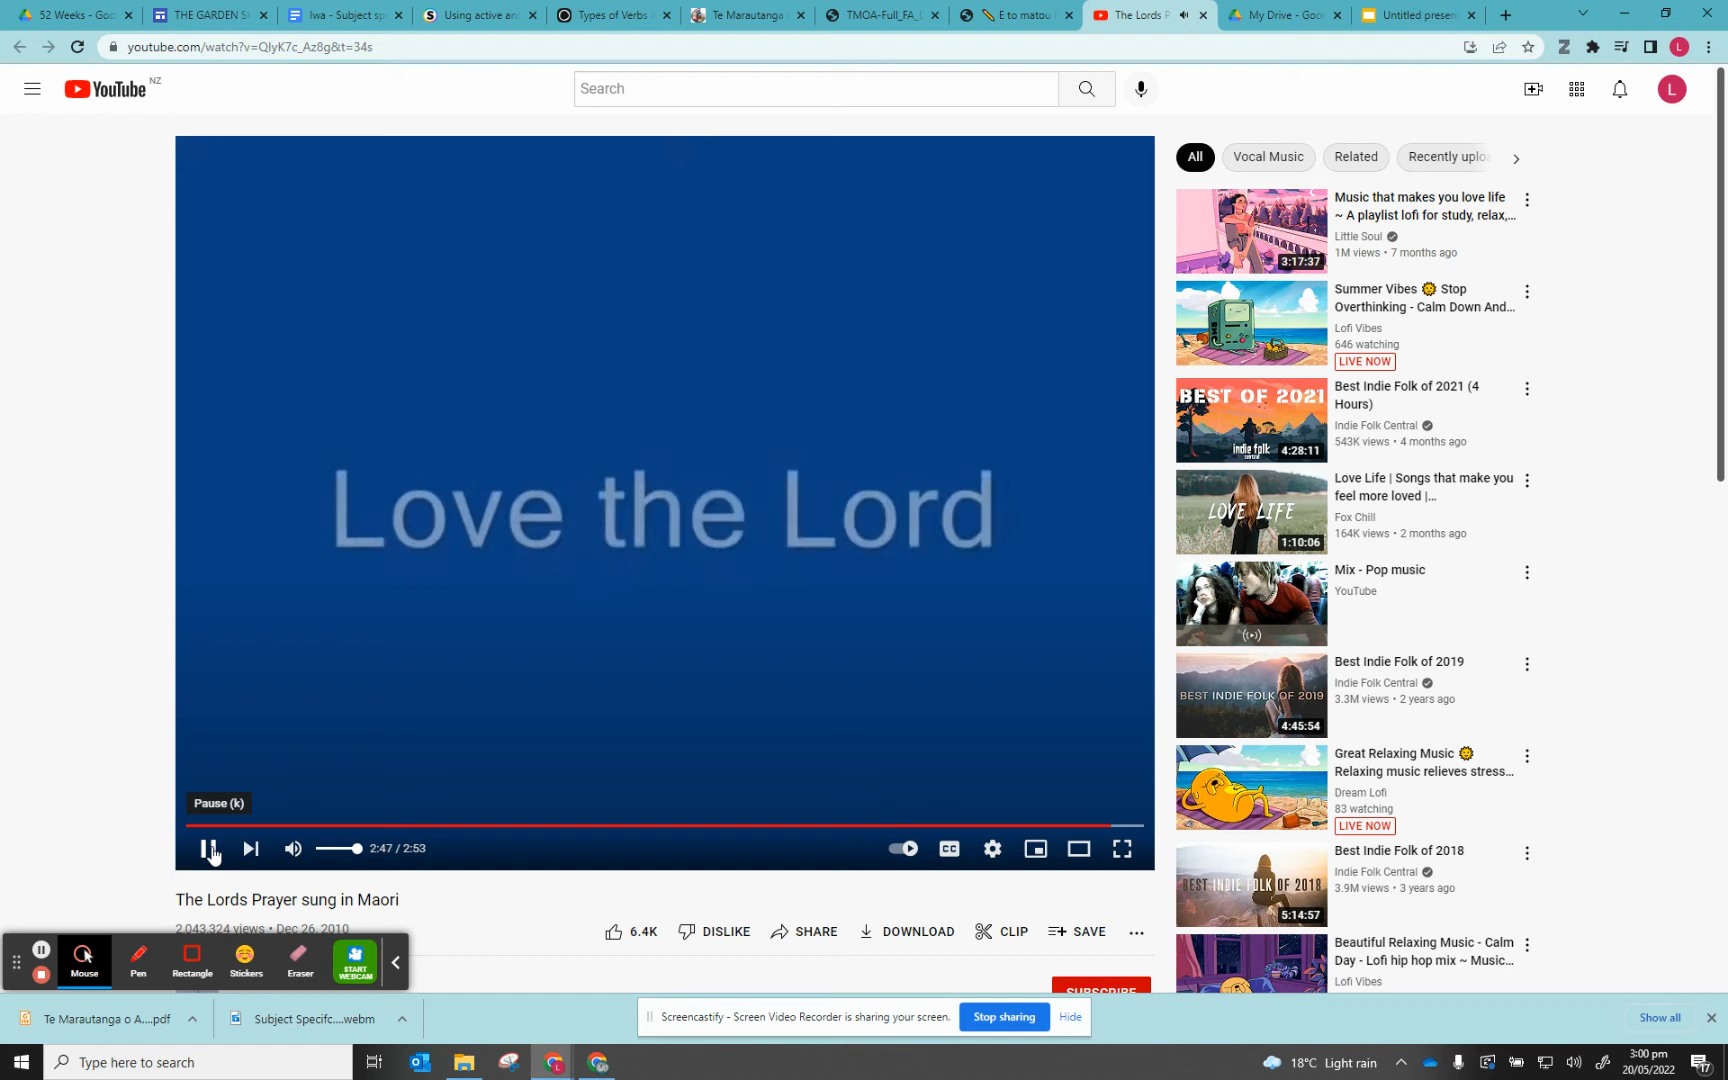 52 Weeks - Goo
THE GARDEN S
Iwa - Subject sp
Using active an
Types of Verbs
Te Marautanga
TMOA-Full_FA_
E to matou
The Lords P
My Drive - Goo
Untitled presen
youtube.com/watch?v=QlyK7c_Az8g&t=34s
YouTube NZ
Search
L
All
Vocal Music
Related
Recently uplo
Music that makes you love life
~ A playlist lofi for study, relax,...
Little Soul
1M views • 7 months ago
3:17:37
Summer Vibes 🌞 Stop
Overthinking - Calm Down And...
Lofi Vibes
646 watching
LIVE NOW
BEST OF 2021
indie folk
central
4:28:11
Best Indie Folk of 2021 (4
Hours)
Indie Folk Central
543K views • 4 months ago
LOVE LIFE
1:10:06
Love Life | Songs that make you
feel more loved |...
Fox Chill
164K views • 2 months ago
Mix - Pop music
YouTube
BEST INDIE FOLK OF 2019
4:45:54
Best Indie Folk of 2019
Indie Folk Central
3.3M views • 2 years ago
Great Relaxing Music 🌞
Relaxing music relieves stress...
Dream Lofi
83 watching
LIVE NOW
BEST INDIE FOLK OF 2018
5:14:57
Best Indie Folk of 2018
Indie Folk Central
3.9M views • 3 years ago
Beautiful Relaxing Music - Calm
Day - Lofi hip hop mix ~ Music...
Lofi Vibes
Love the Lord
Pause (k)
2:47 / 2:53
CC
The Lords Prayer sung in Maori
2,043,324 views • Dec 26, 2010
6.4K
DISLIKE
SHARE
DOWNLOAD
CLIP
SAVE
SUBSCRIBE
Mouse
Pen
Rectangle
Stickers
Eraser
START
WEBCAM
Te Marautanga o A....pdf
Subject Specifc....webm
Screencastify - Screen Video Recorder is sharing your screen.
Stop sharing
Hide
Show all
Type here to search
18°C Light rain
3:00 pm
20/05/2022
17